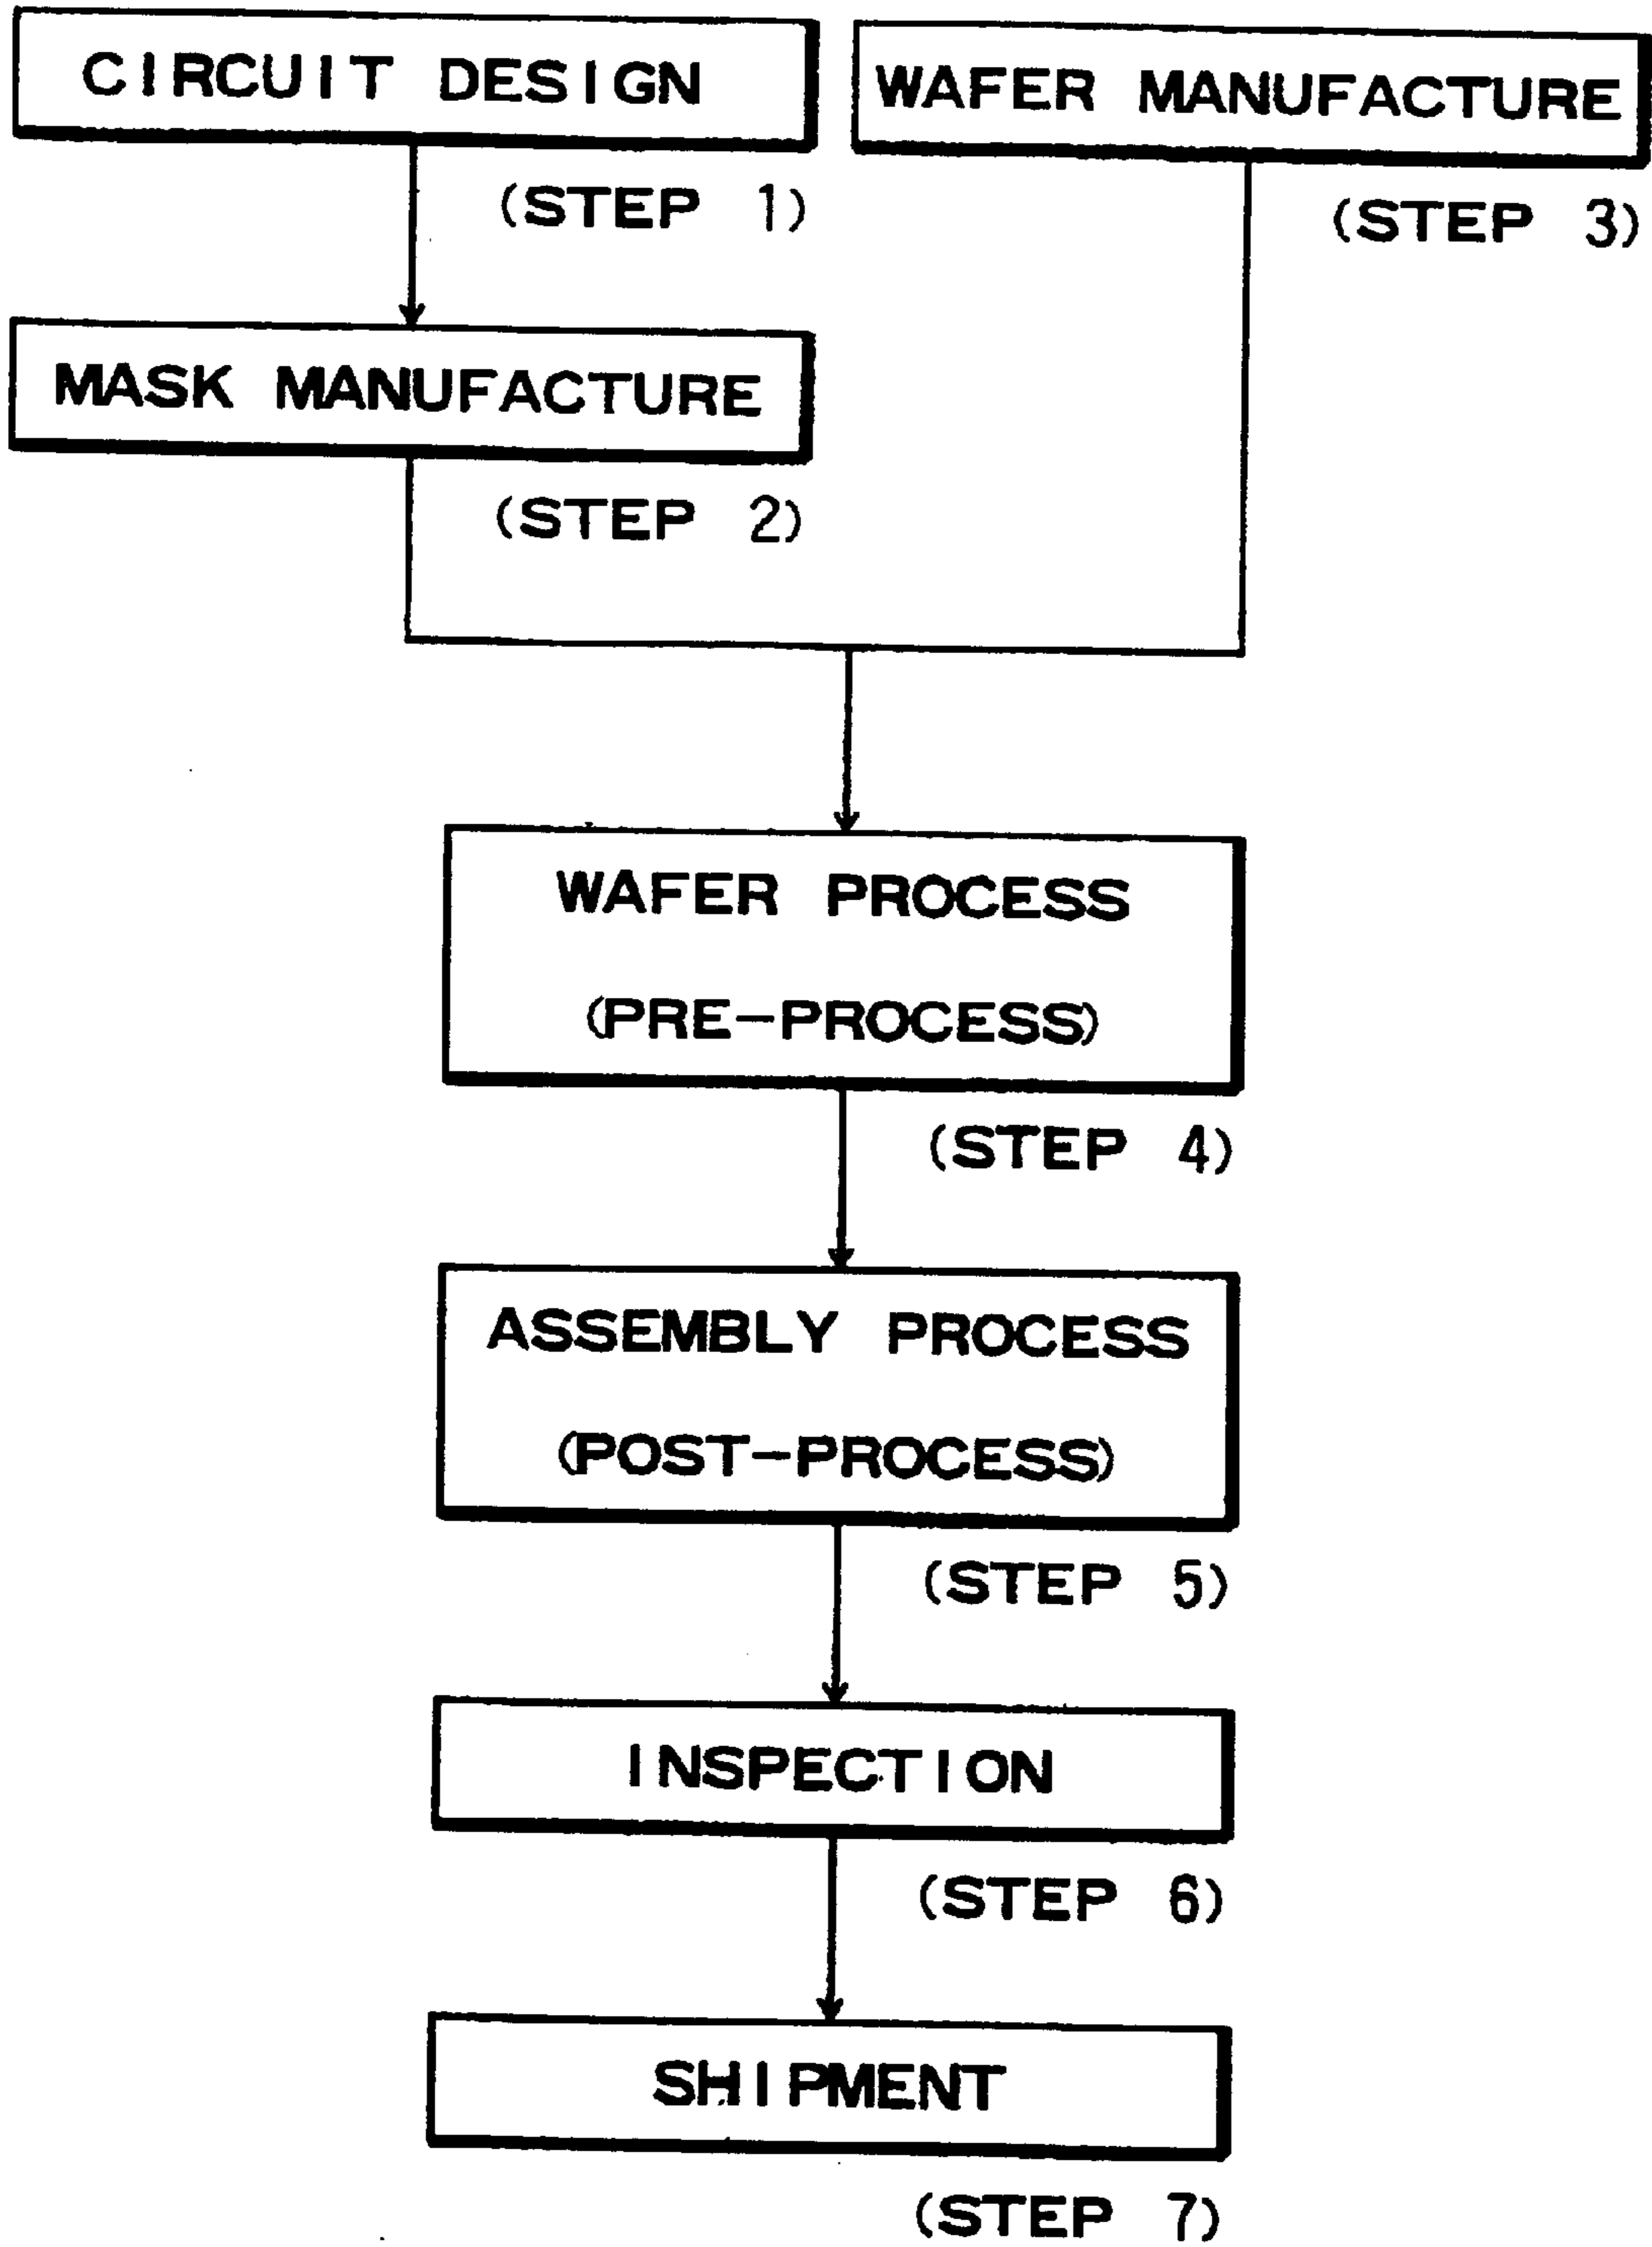 CIRCUIT DESIGN
(STEP 1)
WAFER MANUFACTURE
(STEP 3)
MASK MANUFACTURE
(STEP 2)
WAFER PROCESS
(PRE-PROCESS)
(STEP 4)
ASSEMBLY PROCESS
(POST-PROCESS)
(STEP 5)
INSPECTION
(STEP 6)
SHIPMENT
(STEP 7)